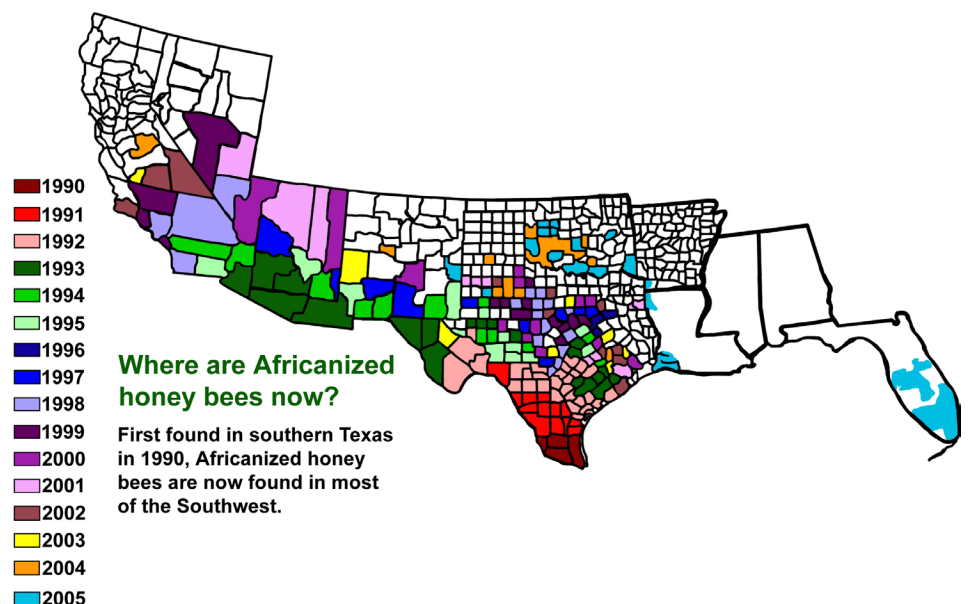 1990
1991
1992
1993
1994
1995
1996
1997
1998
1999
2000
2001
2002
2003
2004
2005
Where are Africanized
honey bees now?
First found in southern Texas
in 1990, Africanized honey
bees are now found in most
of the Southwest.